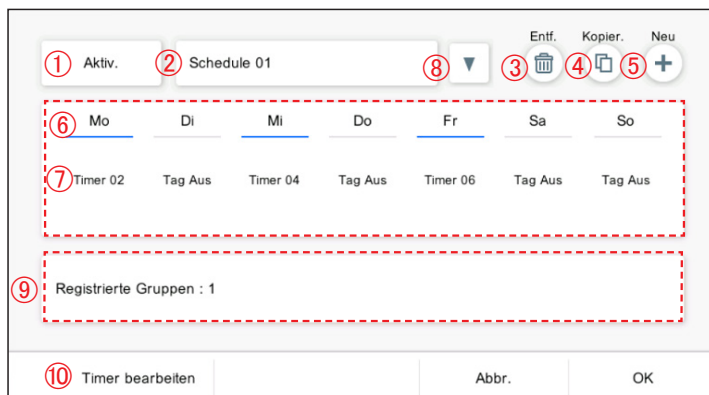 Entf. Kopier. Neu
① Aktiv. ② Schedule 01 ⑧ ▼ ③ ④ ⑤ +
⑥ Mo Di Mi Do Fr Sa So
⑦ Timer 02 Tag Aus Timer 04 Tag Aus Timer 06 Tag Aus Tag Aus
⑨ Registrierte Gruppen : 1
⑩ Timer bearbeiten Abbr. OK